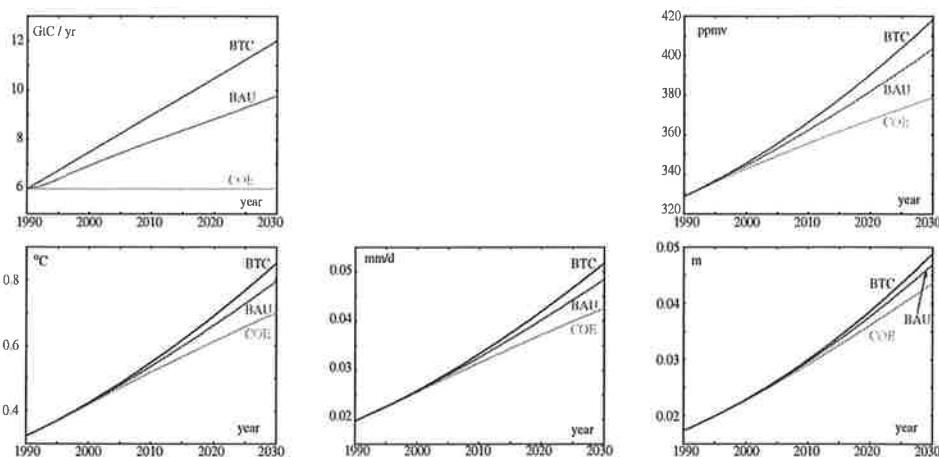 GtC / yr
12
10
8
6
BTC
BAU
COE
year
1990 2000 2010 2020 2030
ppmv
420
400
380
360
340
320
BTC
BAU
COE
year
1990 2000 2010 2020 2030
°C
0.8
0.6
0.4
BTC
BAU
COE
year
1990 2000 2010 2020 2030
mm/d
0.05
0.04
0.03
0.02
BTC
BAU
COE
year
1990 2000 2010 2020 2030
m
0.05
0.04
0.03
0.02
BTC
BAU
COE
year
1990 2000 2010 2020 2030